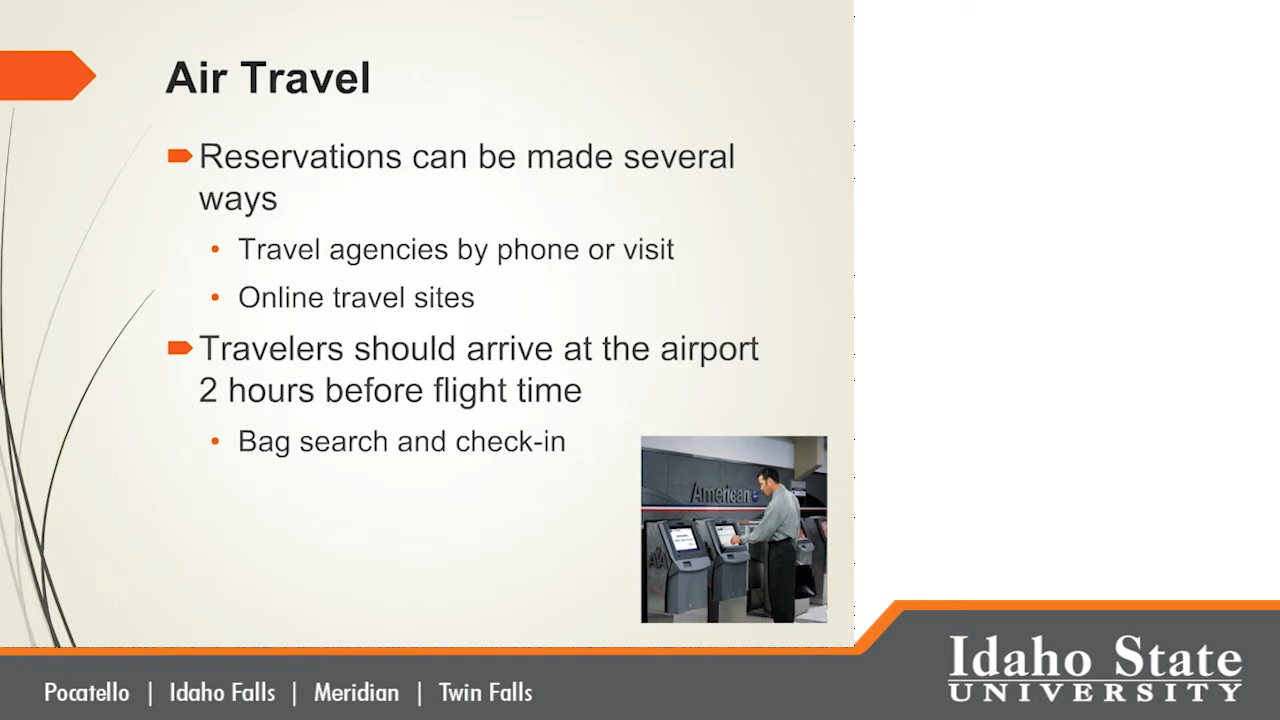 Air Travel
Reservations can be made several
ways
• Travel agencies by phone or visit
• Online travel sites
Travelers should arrive at the airport
2 hours before flight time
• Bag search and check-in
American
Pocatello | Idaho Falls | Meridian | Twin Falls
Idaho State
UNIVERSITY